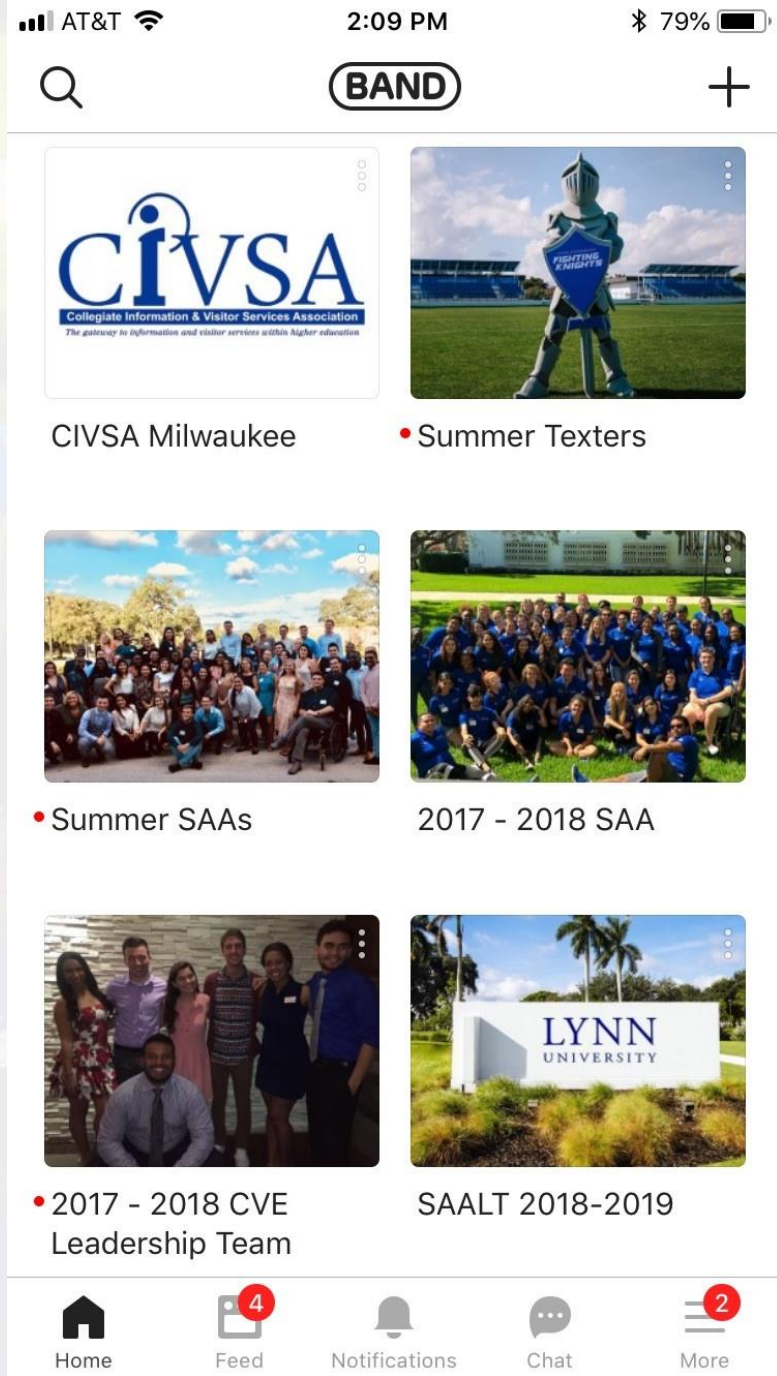 AT&T
2:09 PM
79%
BAND
CiVSA
Collegiate Information & Visitor Services Association
The gateway to information and visitor services within higher education
FIGHTING
KNIGHTS
CIVSA Milwaukee
Summer Texters
Summer SAAs
2017 - 2018 SAA
LYNN
UNIVERSITY
2017 - 2018 CVE
Leadership Team
SAALT 2018-2019
4
2
Home
Feed
Notifications
Chat
More